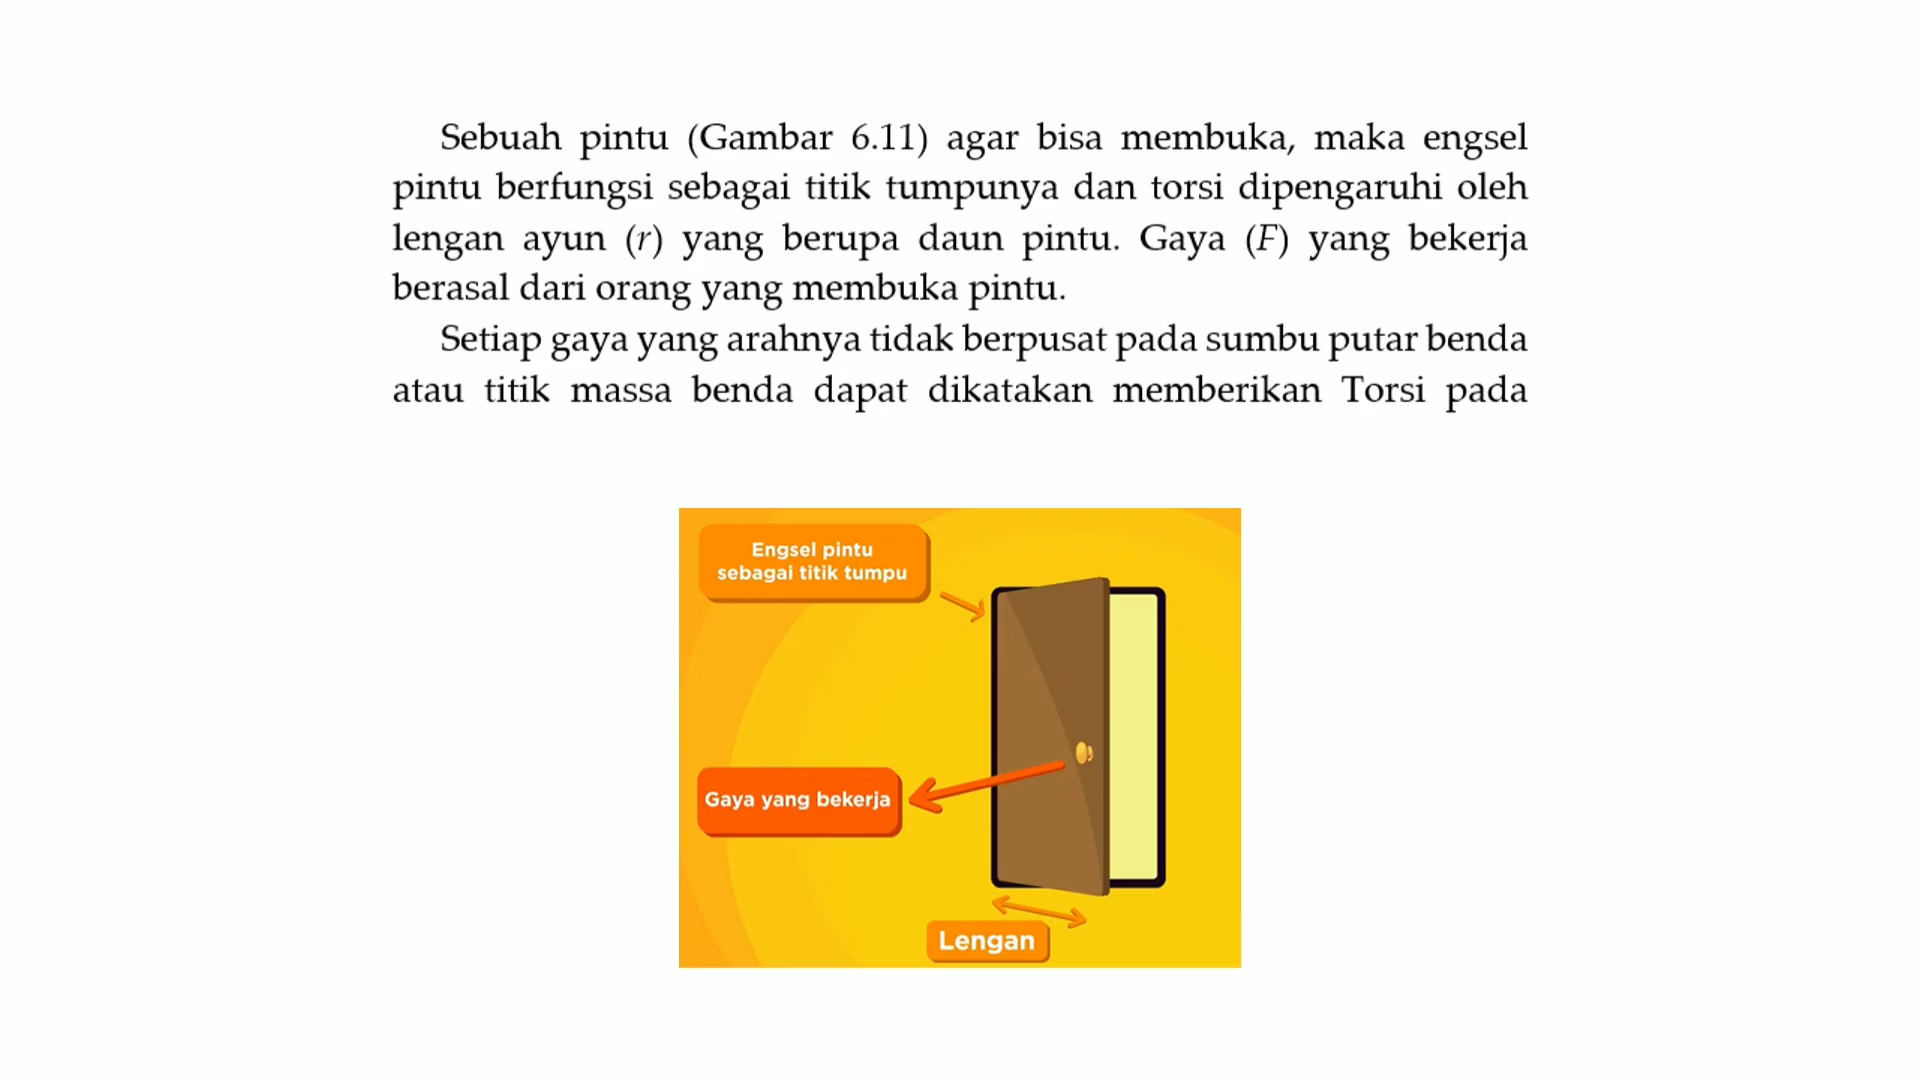 Sebuah pintu (Gambar 6.11) agar bisa membuka, maka engsel
pintu berfungsi sebagai titik tumpunya dan torsi dipengaruhi oleh
lengan ayun (r) yang berupa daun pintu. Gaya (F) yang bekerja
berasal dari orang yang membuka pintu.
Setiap gaya yang arahnya tidak berpusat pada sumbu putar benda
atau titik massa benda dapat dikatakan memberikan Torsi pada
Engsel pintu
sebagai titik tumpu
Gaya yang bekerja
Lengan